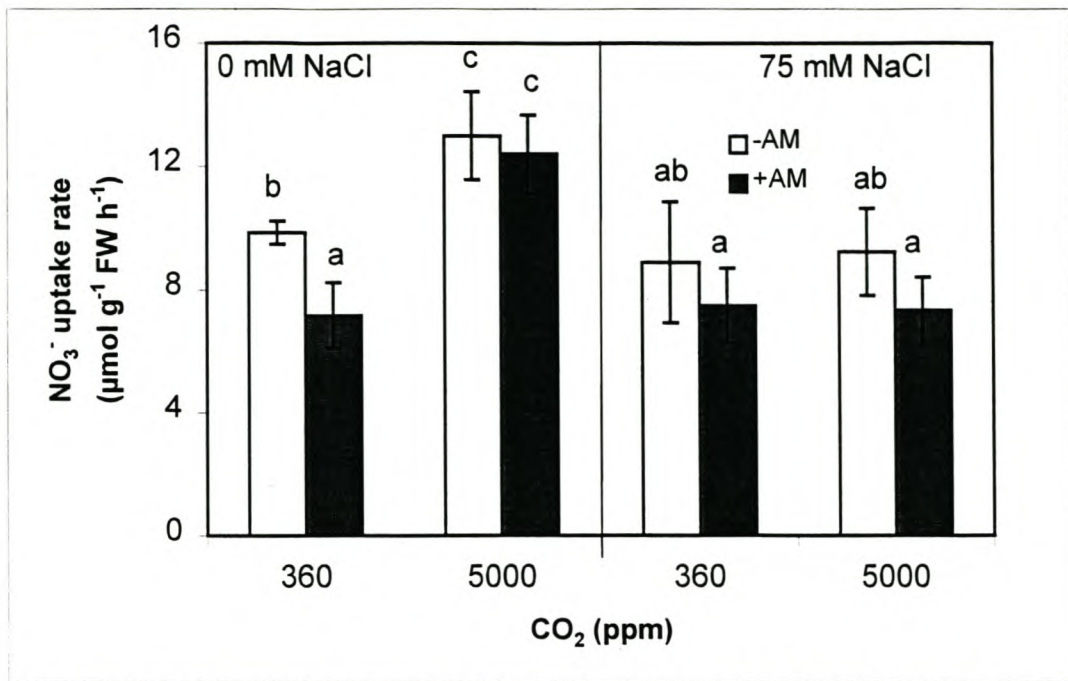 16
12
8
4
0
NO₃⁻ uptake rate
(µmol g⁻¹ FW h⁻¹)
0 mM NaCl
75 mM NaCl
b
a
c
c
ab
a
ab
a
-AM
+AM
360
5000
360
5000
CO₂ (ppm)